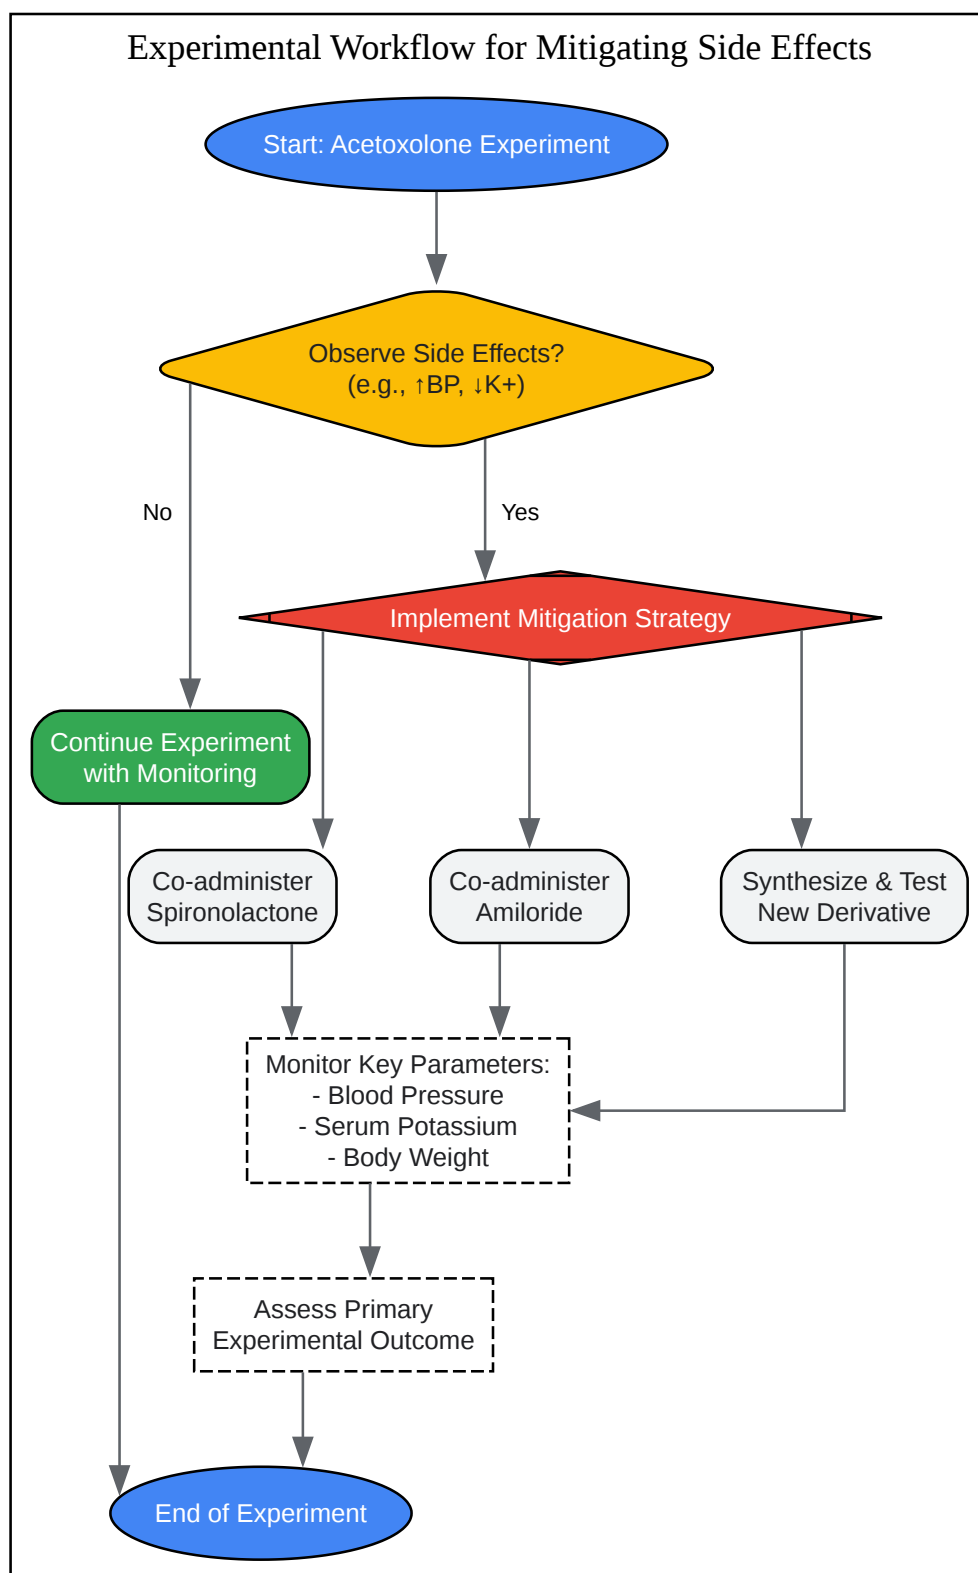 Experimental Workflow for Mitigating Side Effects
Start: Acetoxolone Experiment
Observe Side Effects?
(e.g., ↑BP, ↓K+)
No
Yes
Implement Mitigation Strategy
Continue Experiment
with Monitoring
Co-administer
Spironolactone
Co-administer
Amiloride
Synthesize & Test
New Derivative
Monitor Key Parameters:
- Blood Pressure
- Serum Potassium
- Body Weight
Assess Primary
Experimental Outcome
End of Experiment